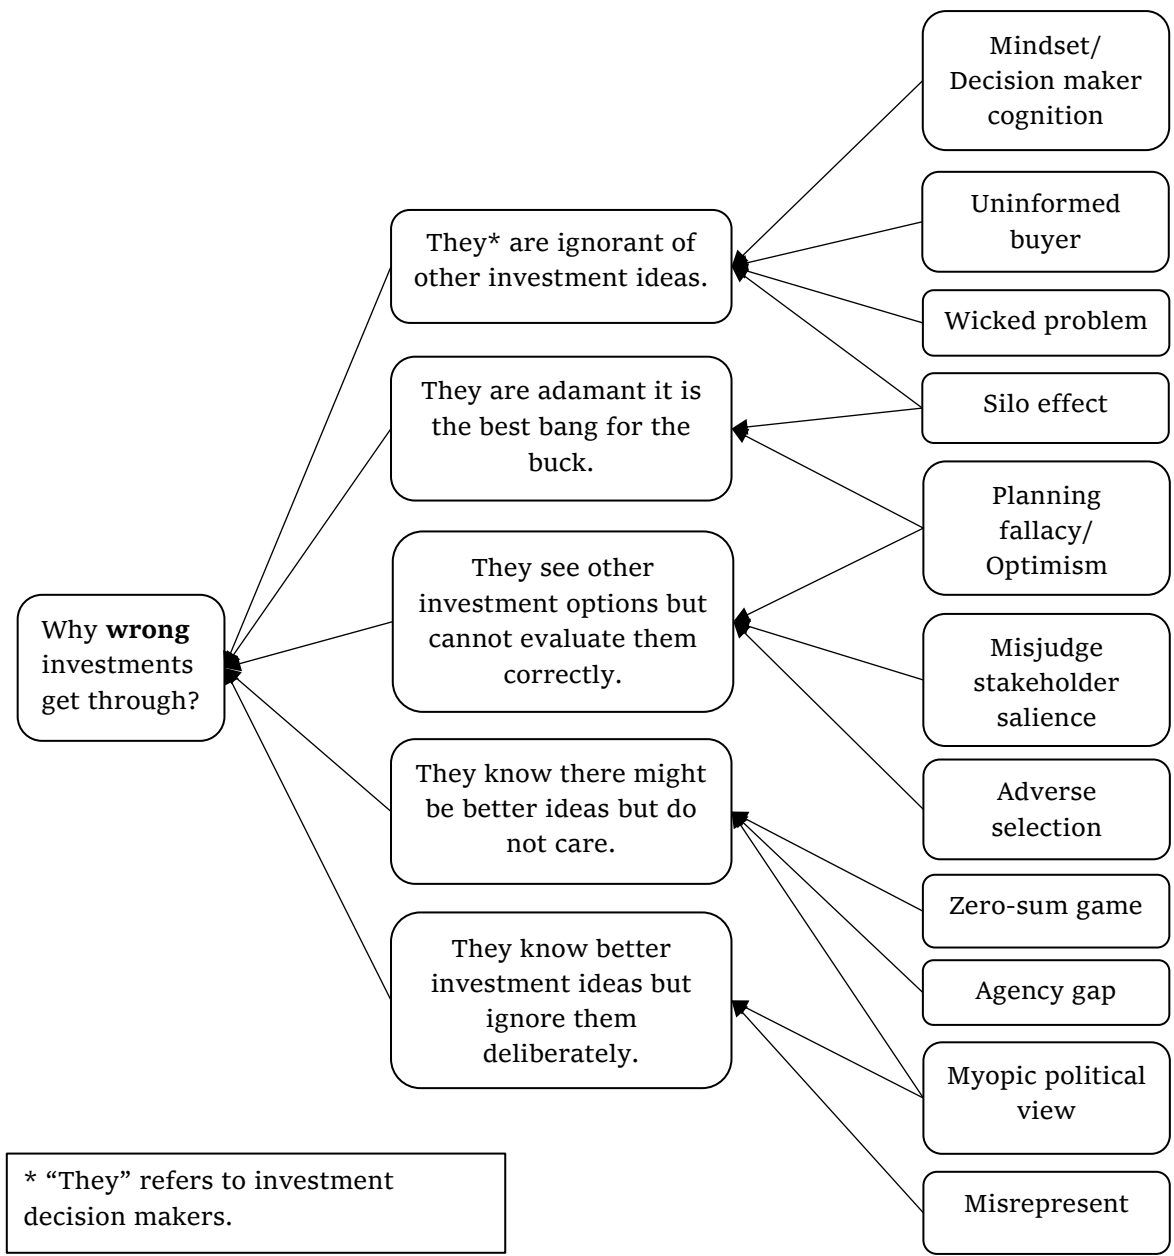 Mindset/
Decision maker
cognition
Uninformed
buyer
They* are ignorant of
other investment ideas.
Wicked problem
Silo effect
They are adamant it is
the best bang for the
buck.
Planning
fallacy/
Optimism
They see other
investment options but
cannot evaluate them
correctly.
Why wrong
investments
get through?
Misjudge
stakeholder
salience
They know there might
be better ideas but do
not care.
Adverse
selection
Zero-sum game
They know better
investment ideas but
ignore them
deliberately.
Agency gap
Myopic political
view
* “They” refers to investment
decision makers.
Misrepresent